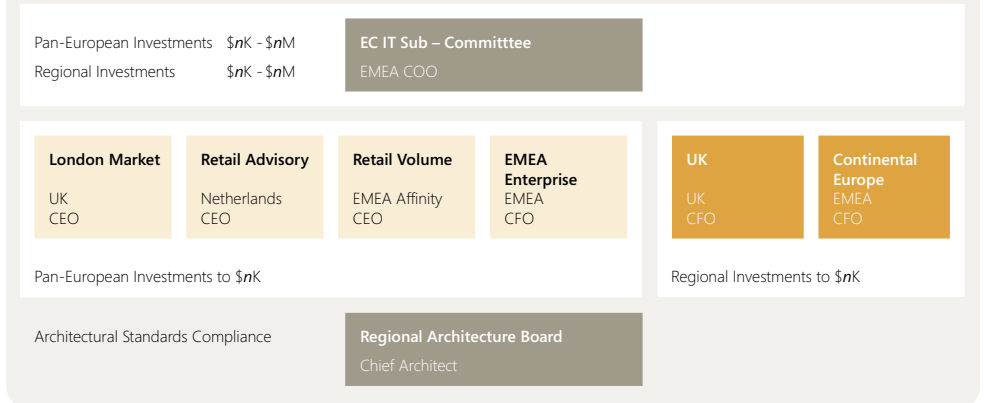 Pan-European Investments $nK - $nM
Regional Investments $nK - $nM
EC IT Sub – Committtee
EMEA COO
London Market
UK
CEO
Retail Advisory
Netherlands
CEO
Retail Volume
EMEA Affinity
CEO
EMEA
Enterprise
EMEA
CFO
Pan-European Investments to $nK
UK
UK
CFO
Continental
Europe
EMEA
CFO
Regional Investments to $nK
Architectural Standards Compliance
Regional Architecture Board
Chief Architect